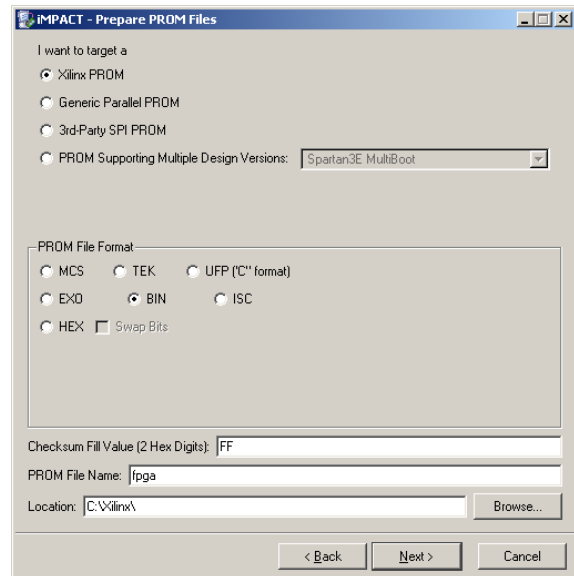 iMPACT - Prepare PROM Files
I want to target a
Xilinx PROM
Generic Parallel PROM
3rd-Party SPI PROM
PROM Supporting Multiple Design Versions: Spartan3E MultiBoot
PROM File Format
MCS TEK UFP ("C" format)
EXO BIN ISC
HEX Swap Bits
Checksum Fill Value (2 Hex Digits): FF
PROM File Name: fpga
Location: C:\Xilinx\ Browse...
< Back Next > Cancel